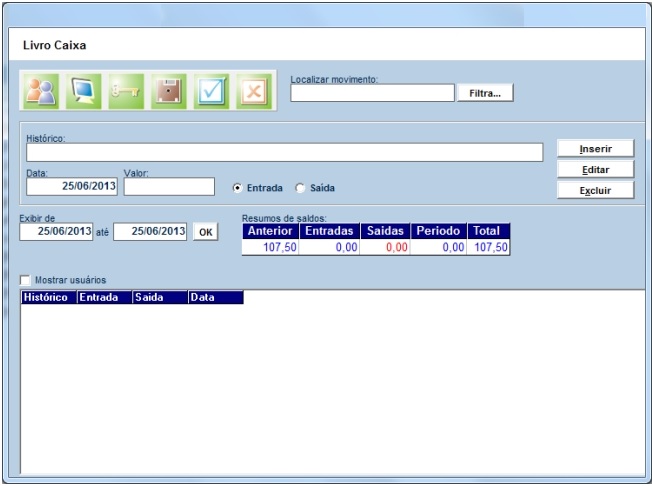 Livro Caixa
Localizar movimento:
Filtra...
Histórico:
Inserir
Data: Valor:
Editar
25/06/2013 Entrada Saída
Excluir
Exibir de
25/06/2013 até 25/06/2013 OK
Resumos de saldos:
Anterior Entradas Saidas Periodo Total
107,50 0,00 0,00 0,00 107,50
Mostrar usuários
Histórico Entrada Saida Data